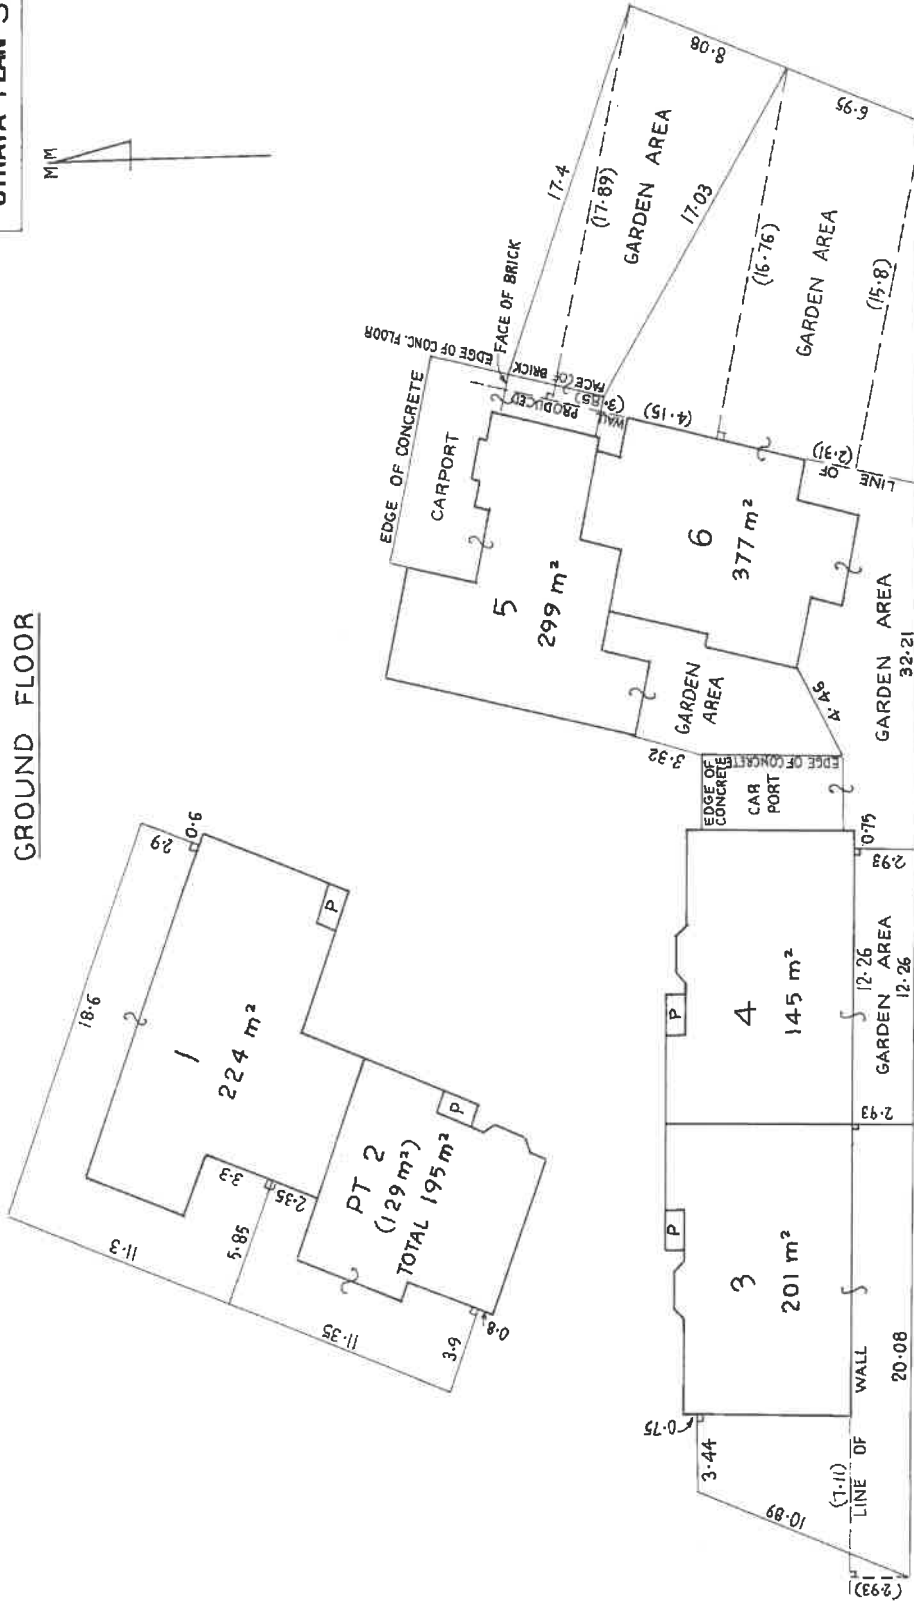 STRATA PLAN
M M
GROUND FLOOR
8·08
6·95
17·4
(17·89)
GARDEN AREA
17·03
(16·76)
GARDEN AREA
(15·8)
FACE OF BRICK
EDGE OF CONC. FLOOR
FACE OF BRICK
WALL PRODUCED
(3·85)
(4·15)
(2·31)
LINE OF
EDGE OF CONCRETE
CARPORT
5
299 m²
6
377 m²
GARDEN
AREA
4·46
GARDEN AREA
32·21
3·32
EDGE OF
CONCRETE
EDGE OF CONCRETE
CAR
PORT
0·6
2·9
18·6
1
224 m²
P
11·3
3·3
2·35
5·85
PT 2
(129 m²)
TOTAL 195 m²
P
11·35
3·9
0·8
0·75
2·93
P
4
145 m²
12·26
GARDEN AREA
12·26
2·93
P
3
201 m²
0·75
3·44
10·89
(7·11)
LINE OF WALL
20·08
(2·93)